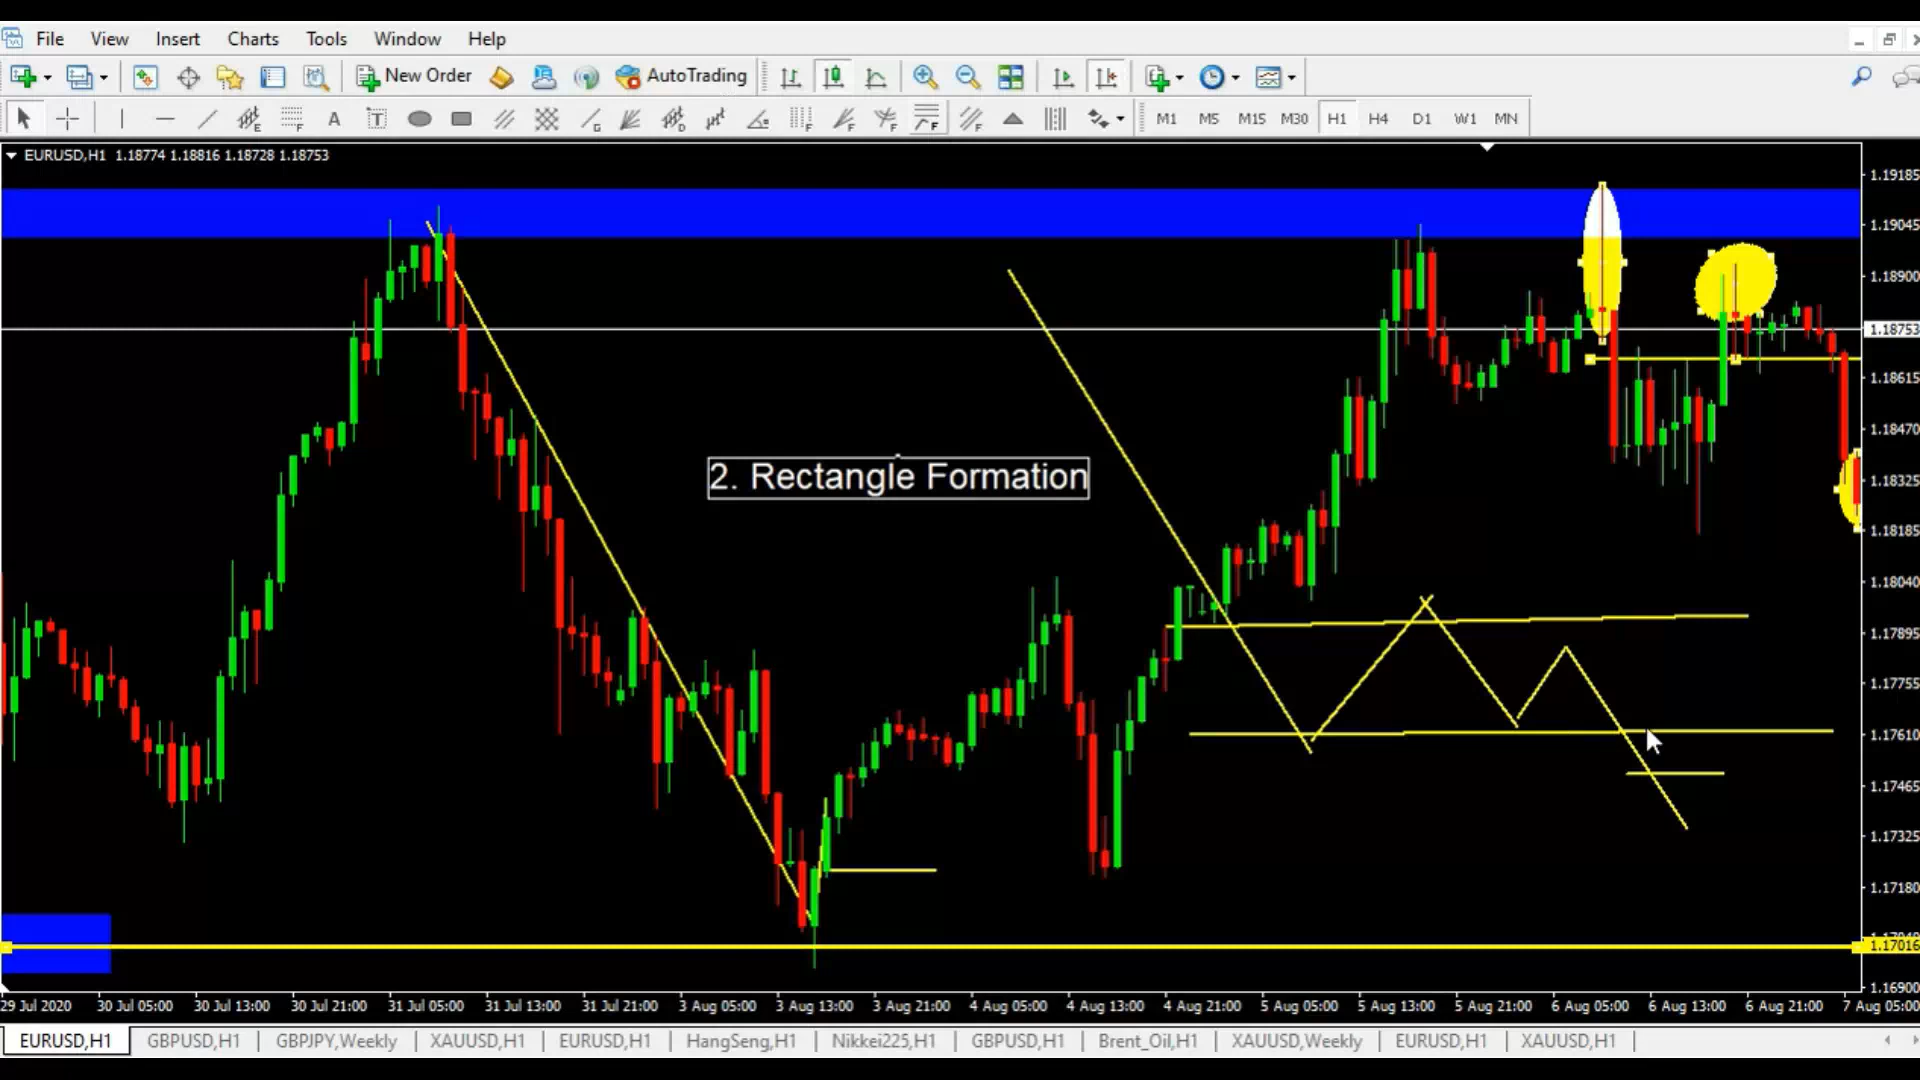 File View Insert Charts Tools Window Help
New Order AutoTrading
E F A T G D F F F F F M1 M5 M15 M30 H1 H4 D1 W1 MN
EURUSD,H1 1.18774 1.18816 1.18728 1.18753
1.19185
1.19045
1.18900
1.18753
1.18615
1.18470
1.18325
1.18185
1.18040
1.17895
1.17755
1.17610
1.17465
1.17325
1.17180
1.17016
1.16900
2. Rectangle Formation
29 Jul 2020 30 Jul 05:00 30 Jul 13:00 30 Jul 21:00 31 Jul 05:00 31 Jul 13:00 31 Jul 21:00 3 Aug 05:00 3 Aug 13:00 3 Aug 21:00 4 Aug 05:00 4 Aug 13:00 4 Aug 21:00 5 Aug 05:00 5 Aug 13:00 5 Aug 21:00 6 Aug 05:00 6 Aug 13:00 6 Aug 21:00 7 Aug 05:00
EURUSD,H1 GBPUSD,H1 GBPJPY,Weekly XAUUSD,H1 EURUSD,H1 HangSeng,H1 Nikkei225,H1 GBPUSD,H1 Brent_Oil,H1 XAUUSD,Weekly EURUSD,H1 XAUUSD,H1